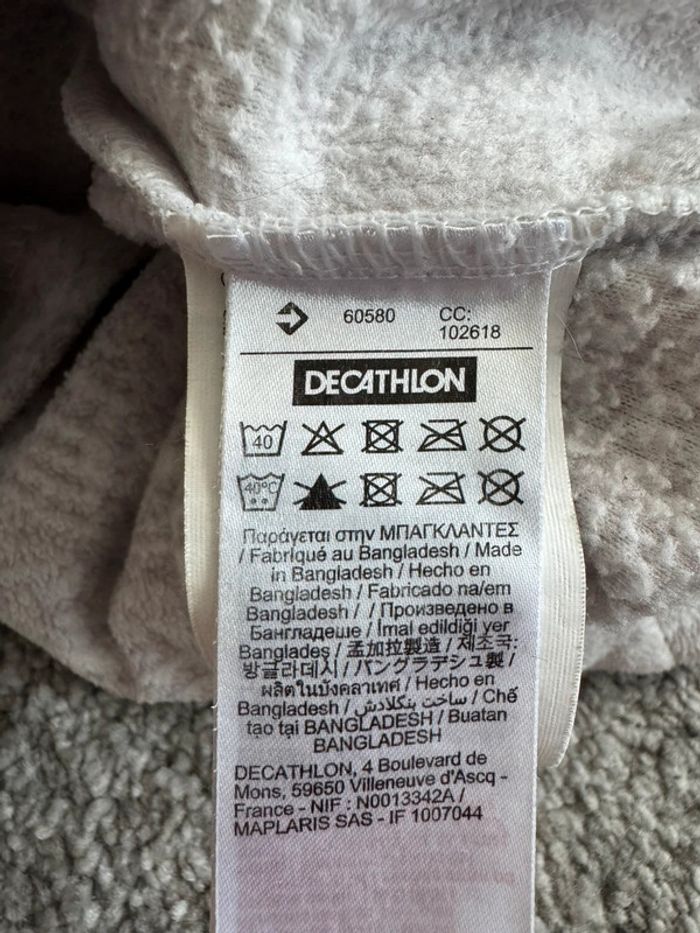 60580 CC:
102618
DECATHLON
40
40°C
Παράγεται στην ΜΠΑΓΚΛΑΝΤΕΣ
/ Fabriqué au Bangladesh / Made
in Bangladesh / Hecho en
Bangladesh / Fabricado na/em
Bangladesh / / Произведено в
Бангладеше / İmal edildiği yer
Bangladeş / 孟加拉製造 / 제조국:
방글라데시 / バングラデシュ製 /
ผลิตในบังคลาเทศ / Hecho en
Bangladesh / ساخت بنگلادش / Chế
tạo tại BANGLADESH / Buatan
BANGLADESH
DECATHLON, 4 Boulevard de
Mons, 59650 Villeneuve d'Ascq -
France - NIF : N0013342A /
MAPLARIS SAS - IF 1007044